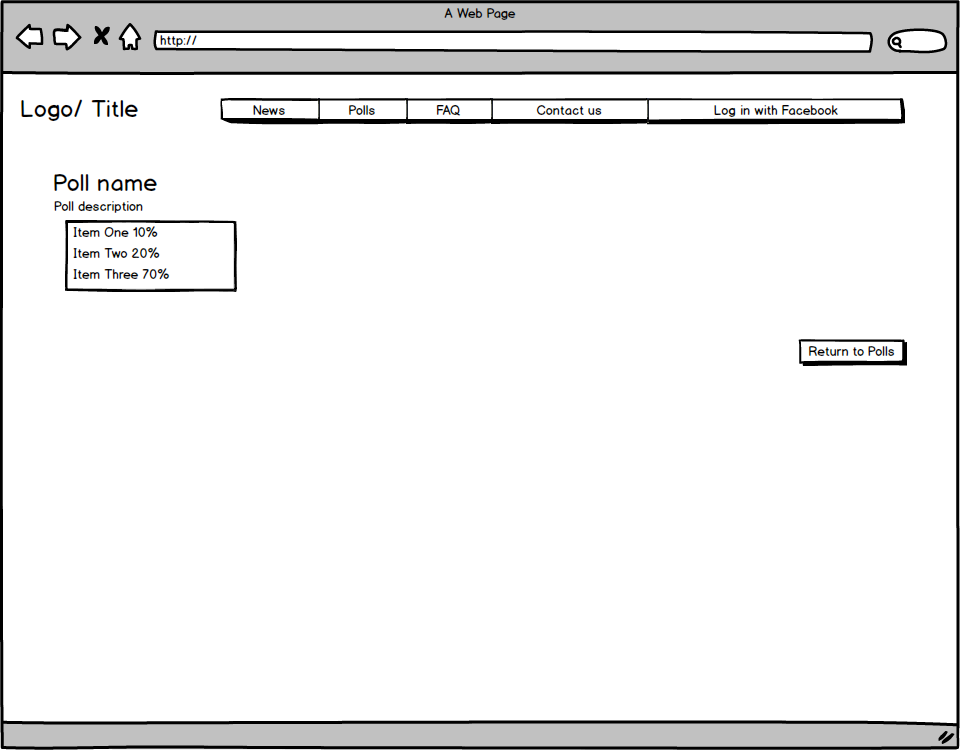 A Web Page
http://
Logo/ Title
News Polls FAQ Contact us Log in with Facebook
Poll name
Poll description
Item One 10%
Item Two 20%
Item Three 70%
Return to Polls